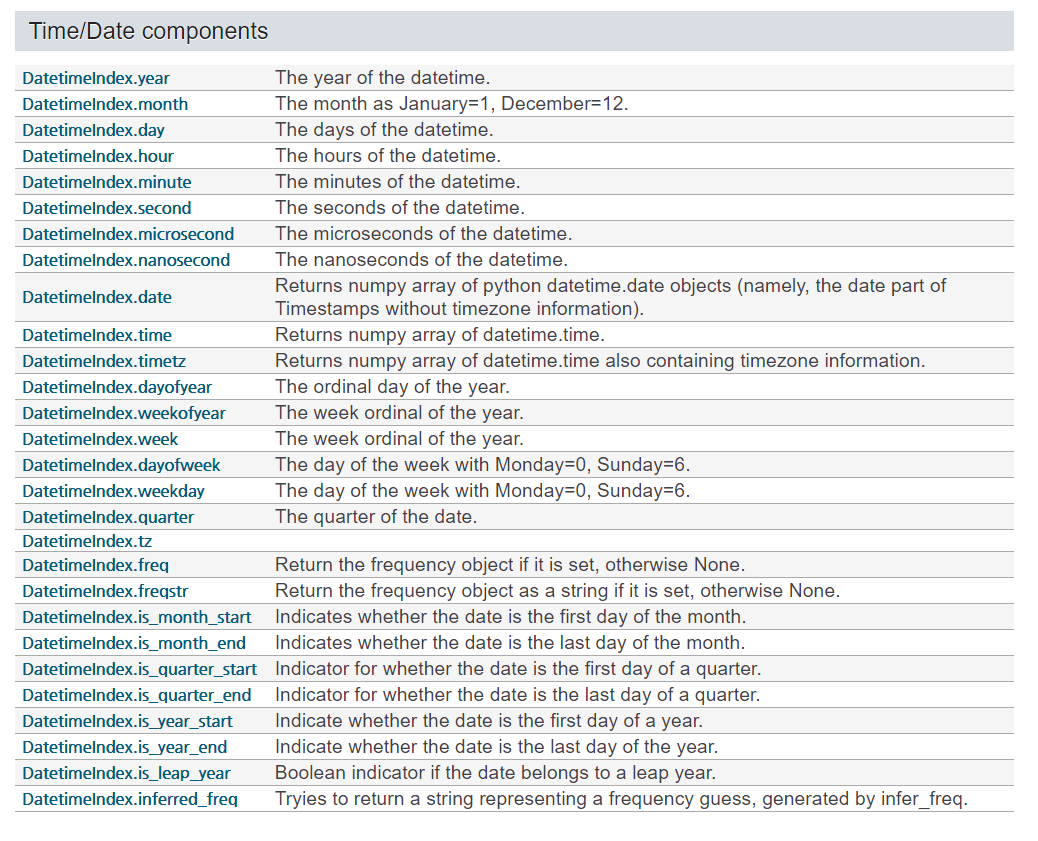 Time/Date components
DatetimeIndex.year The year of the datetime.
DatetimeIndex.month The month as January=1, December=12.
DatetimeIndex.day The days of the datetime.
DatetimeIndex.hour The hours of the datetime.
DatetimeIndex.minute The minutes of the datetime.
DatetimeIndex.second The seconds of the datetime.
DatetimeIndex.microsecond The microseconds of the datetime.
DatetimeIndex.nanosecond The nanoseconds of the datetime.
DatetimeIndex.date Returns numpy array of python datetime.date objects (namely, the date part of
Timestamps without timezone information).
DatetimeIndex.time Returns numpy array of datetime.time.
DatetimeIndex.timetz Returns numpy array of datetime.time also containing timezone information.
DatetimeIndex.dayofyear The ordinal day of the year.
DatetimeIndex.weekofyear The week ordinal of the year.
DatetimeIndex.week The week ordinal of the year.
DatetimeIndex.dayofweek The day of the week with Monday=0, Sunday=6.
DatetimeIndex.weekday The day of the week with Monday=0, Sunday=6.
DatetimeIndex.quarter The quarter of the date.
DatetimeIndex.tz
DatetimeIndex.freq Return the frequency object if it is set, otherwise None.
DatetimeIndex.freqstr Return the frequency object as a string if it is set, otherwise None.
DatetimeIndex.is_month_start Indicates whether the date is the first day of the month.
DatetimeIndex.is_month_end Indicates whether the date is the last day of the month.
DatetimeIndex.is_quarter_start Indicator for whether the date is the first day of a quarter.
DatetimeIndex.is_quarter_end Indicator for whether the date is the last day of a quarter.
DatetimeIndex.is_year_start Indicate whether the date is the first day of a year.
DatetimeIndex.is_year_end Indicate whether the date is the last day of the year.
DatetimeIndex.is_leap_year Boolean indicator if the date belongs to a leap year.
DatetimeIndex.inferred_freq Tryies to return a string representing a frequency guess, generated by infer_freq.